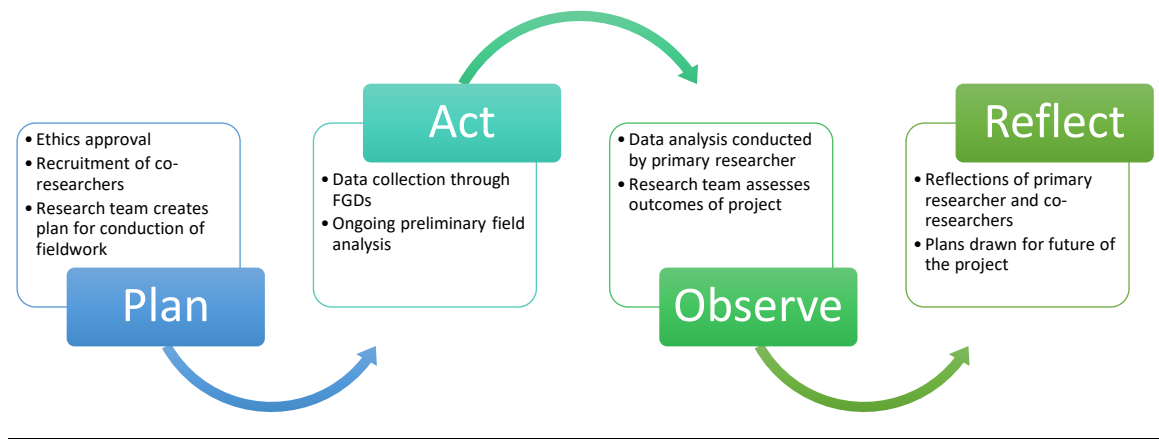 • Ethics approval
• Recruitment of co-
researchers
• Research team creates
plan for conduction of
fieldwork
Plan
Act
• Data collection through
FGDs
• Ongoing preliminary field
analysis
• Data analysis conducted
by primary researcher
• Research team assesses
outcomes of project
Observe
Reflect
• Reflections of primary
researcher and co-
researchers
• Plans drawn for future of
the project